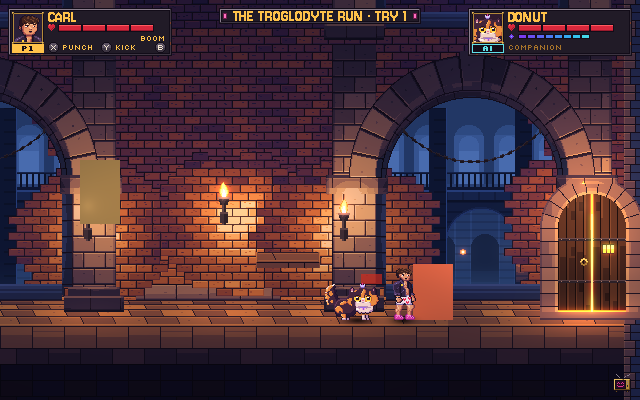 CARL
P1
X PUNCH Y KICK
BOOM
B
THE TROGLODYTE RUN · TRY 1
DONUT
AI
COMPANION